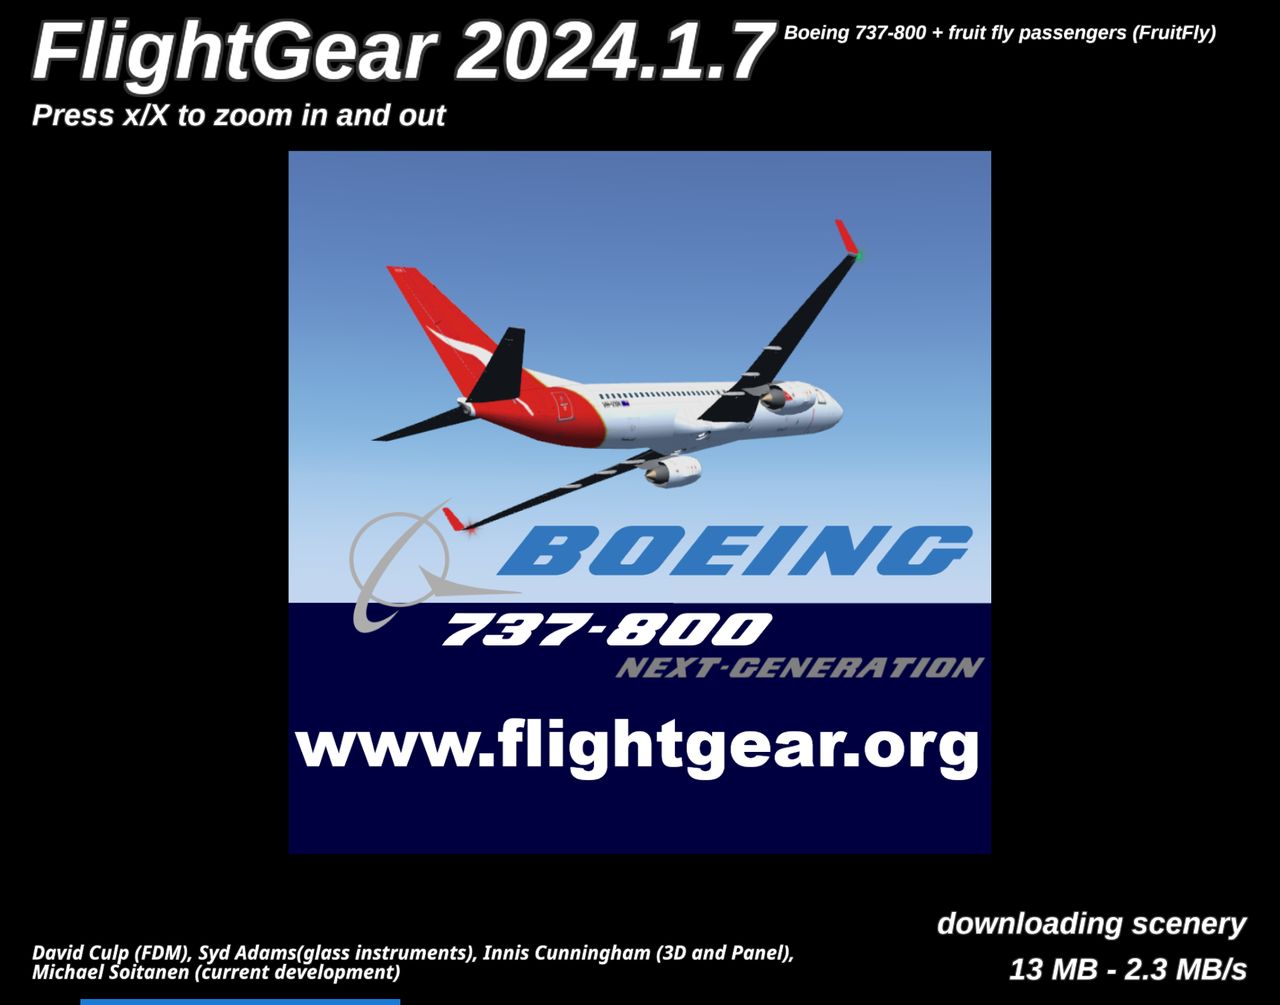 FlightGear 2024.1.7
Boeing 737-800 + fruit fly passengers (FruitFly)
Press x/X to zoom in and out
BOEING
737-800
NEXT-GENERATION
www.flightgear.org
downloading scenery
13 MB - 2.3 MB/s
David Culp (FDM), Syd Adams(glass instruments), Innis Cunningham (3D and Panel),
Michael Soitanen (current development)